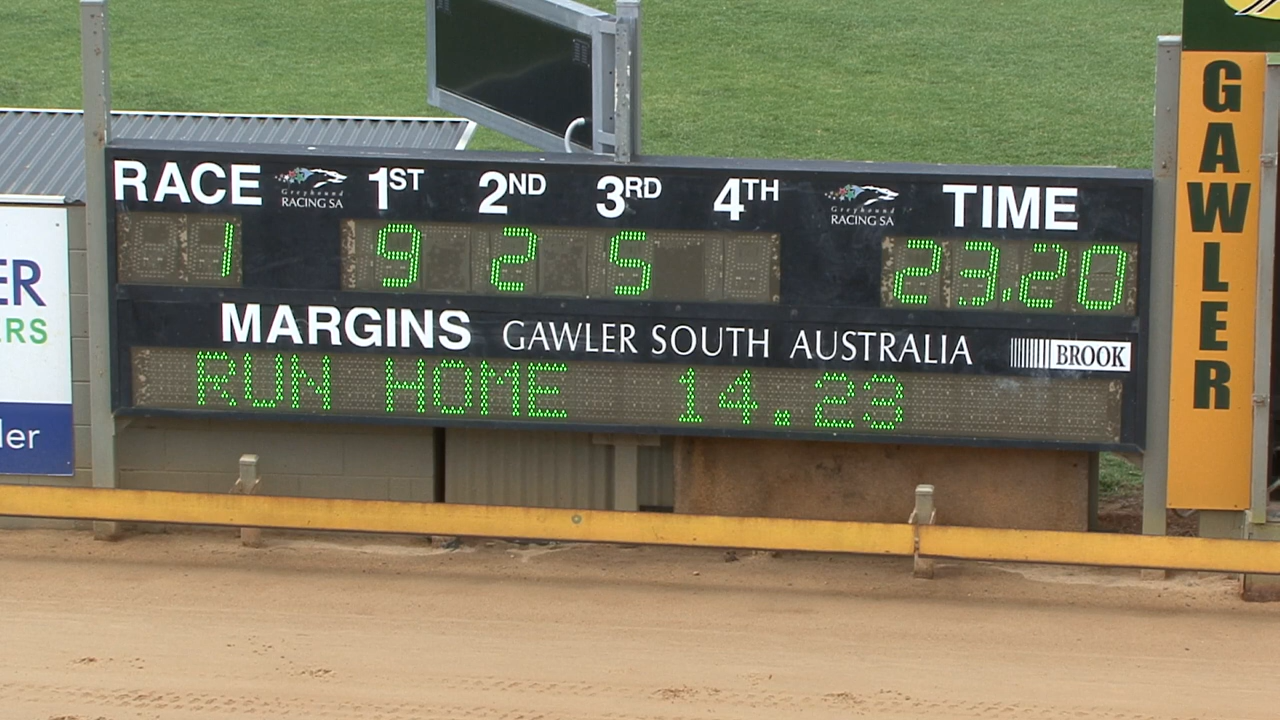 RACE Greyhound RACING SA 1ST 2ND 3RD 4TH Greyhound RACING SA TIME
1 9 2 5 23.20
MARGINS GAWLER SOUTH AUSTRALIA BROOK
RUN HOME 14.23
GAWLER
ER
ERS
ler